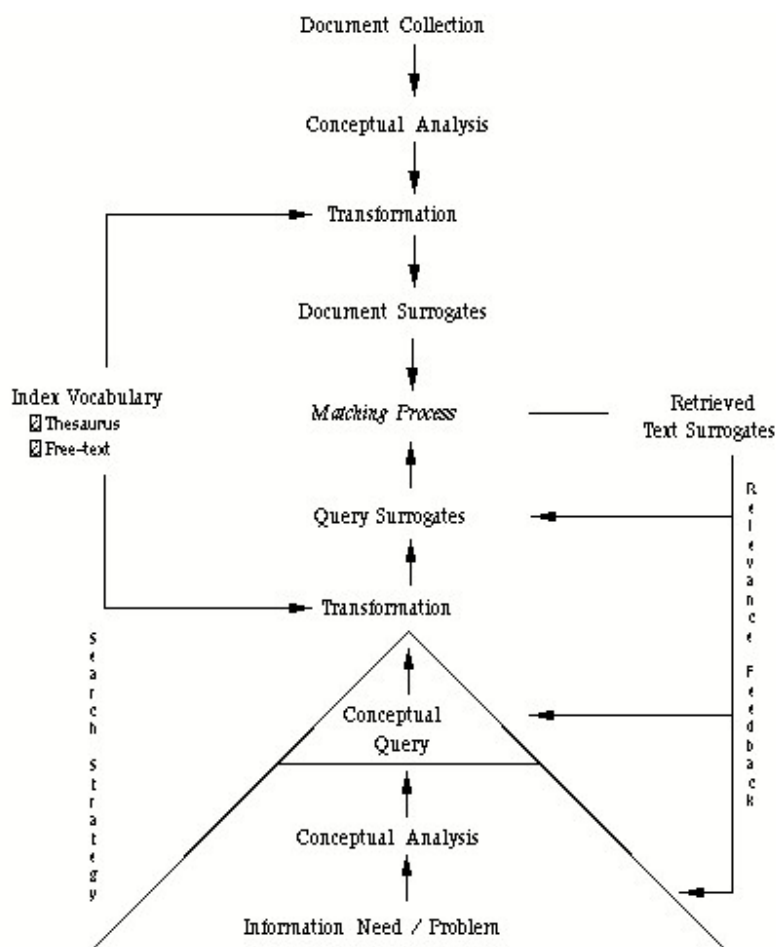 Document Collection
Conceptual Analysis
Transformation
Document Surrogates
Index Vocabulary
Thesaurus
Free-text
Matching Process
Retrieved
Text Surrogates
Query Surrogates
Transformation
Relevance Feedback
Search Strategy
Conceptual
Query
Conceptual Analysis
Information Need / Problem